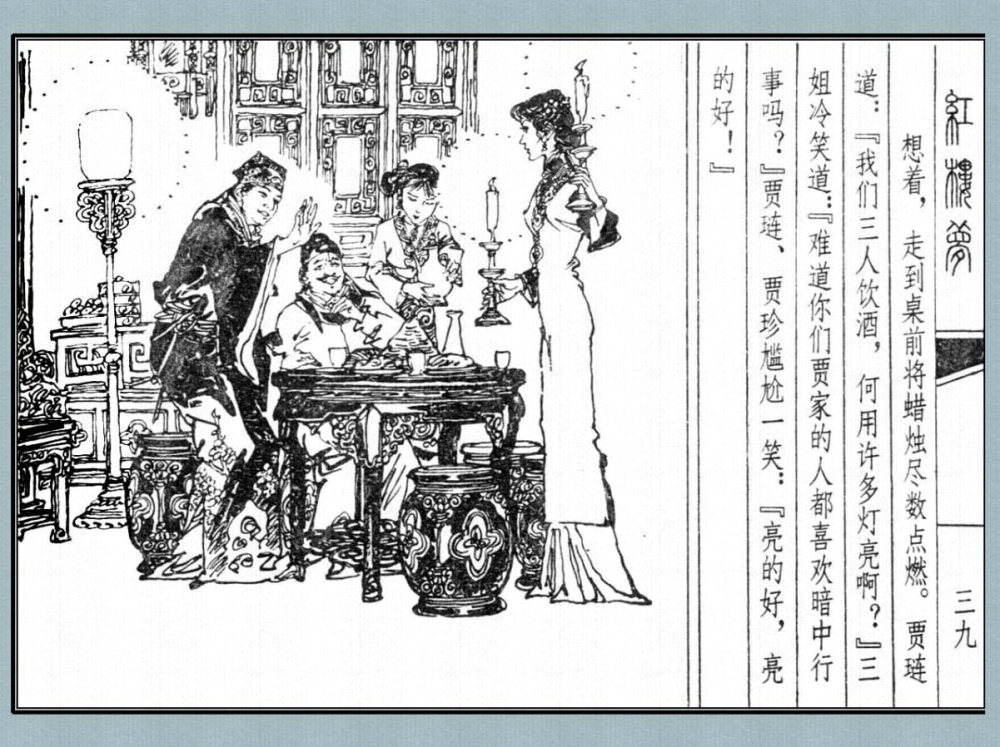 紅樓夢
三九
想着，走到桌前将蜡烛尽数点燃。贾琏
道：『我们三人饮酒，何用许多灯亮啊？』三
姐冷笑道：『难道你们贾家的人都喜欢暗中行
事吗？』贾琏、贾珍尴尬一笑：『亮的好，亮
的好！』